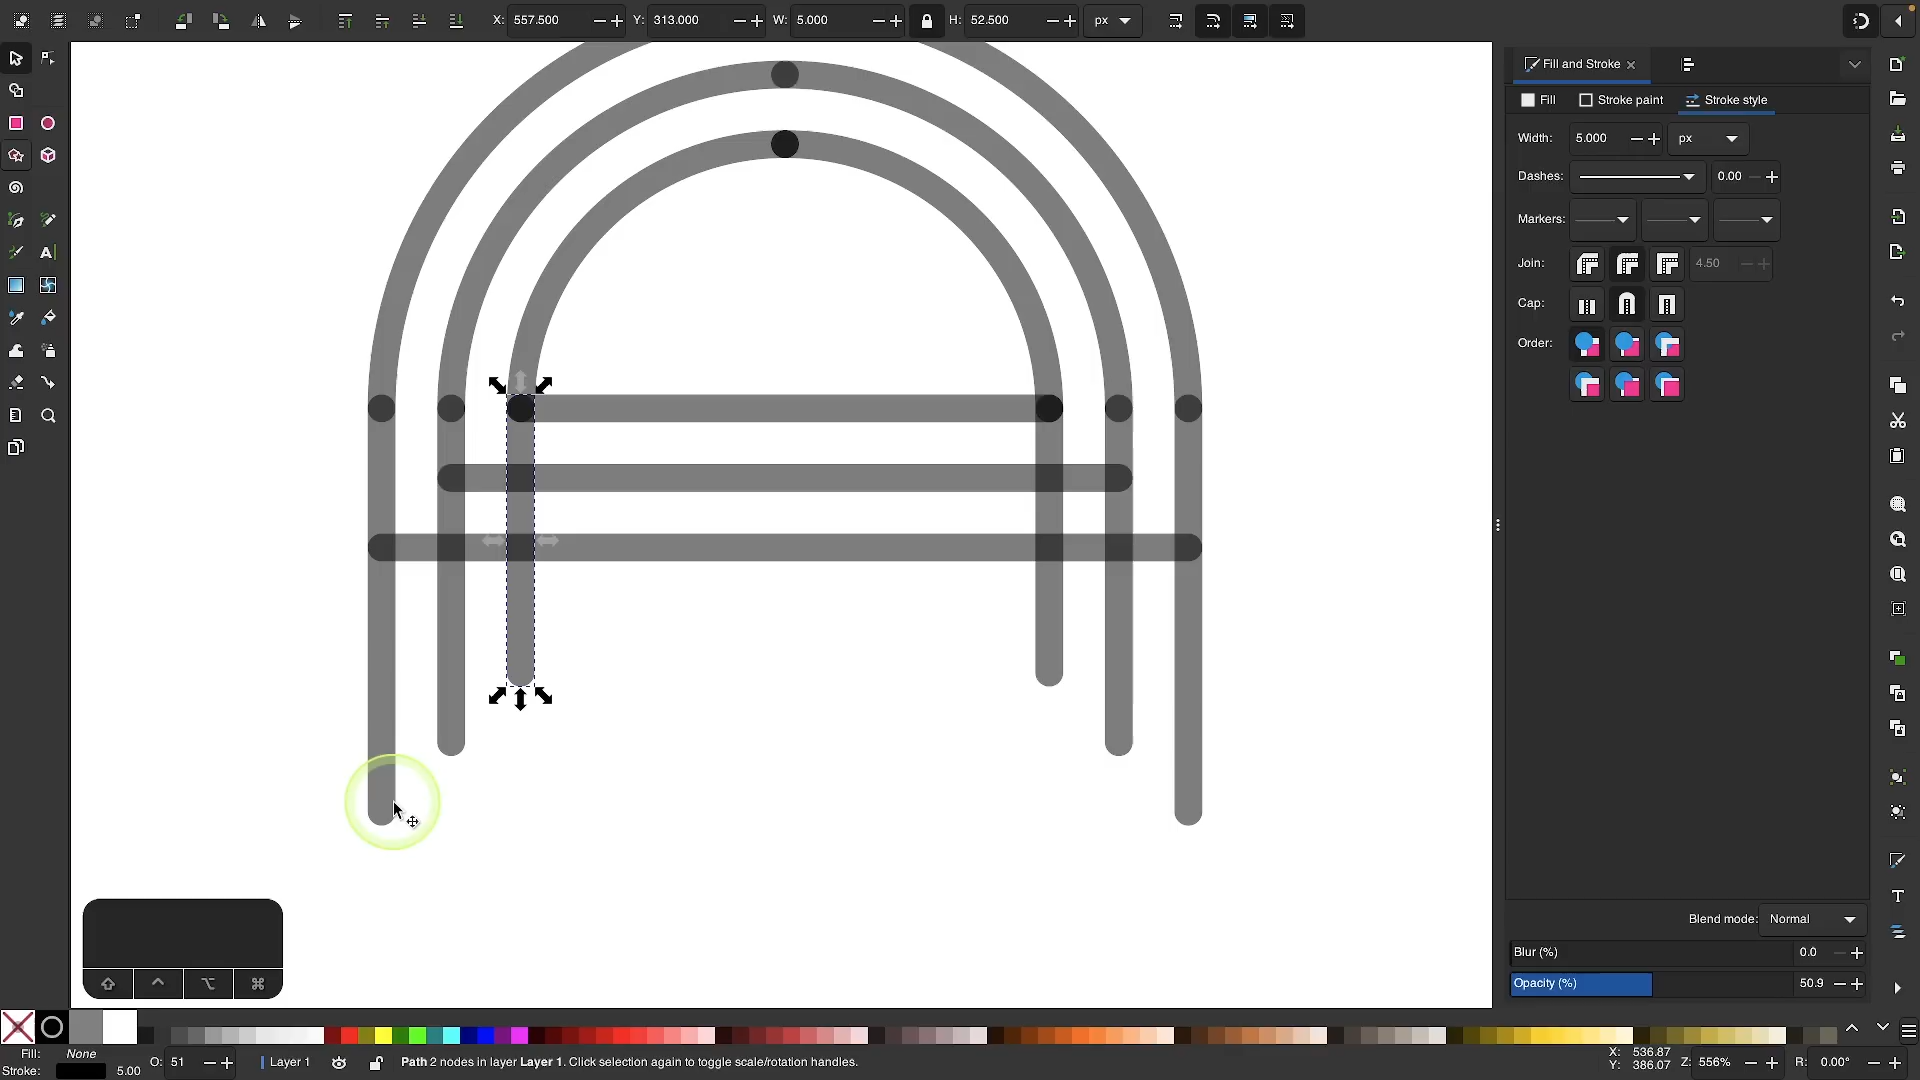 X: 557.500 Y: 313.000 W: 5.000 H: 52.500 px
Fill and Stroke
Fill Stroke paint Stroke style
Width: 5.000 px
Dashes: 0.00
Markers:
Join: 4.50
Cap:
Order:
Blend mode: Normal
Blur (%) 0.0
Opacity (%) 50.9
Fill: None
Stroke: 5.00
O: 51
Layer 1
Path 2 nodes in layer Layer 1. Click selection again to toggle scale/rotation handles.
X: 536.87
Y: 386.07
Z: 556%
R: 0.00°